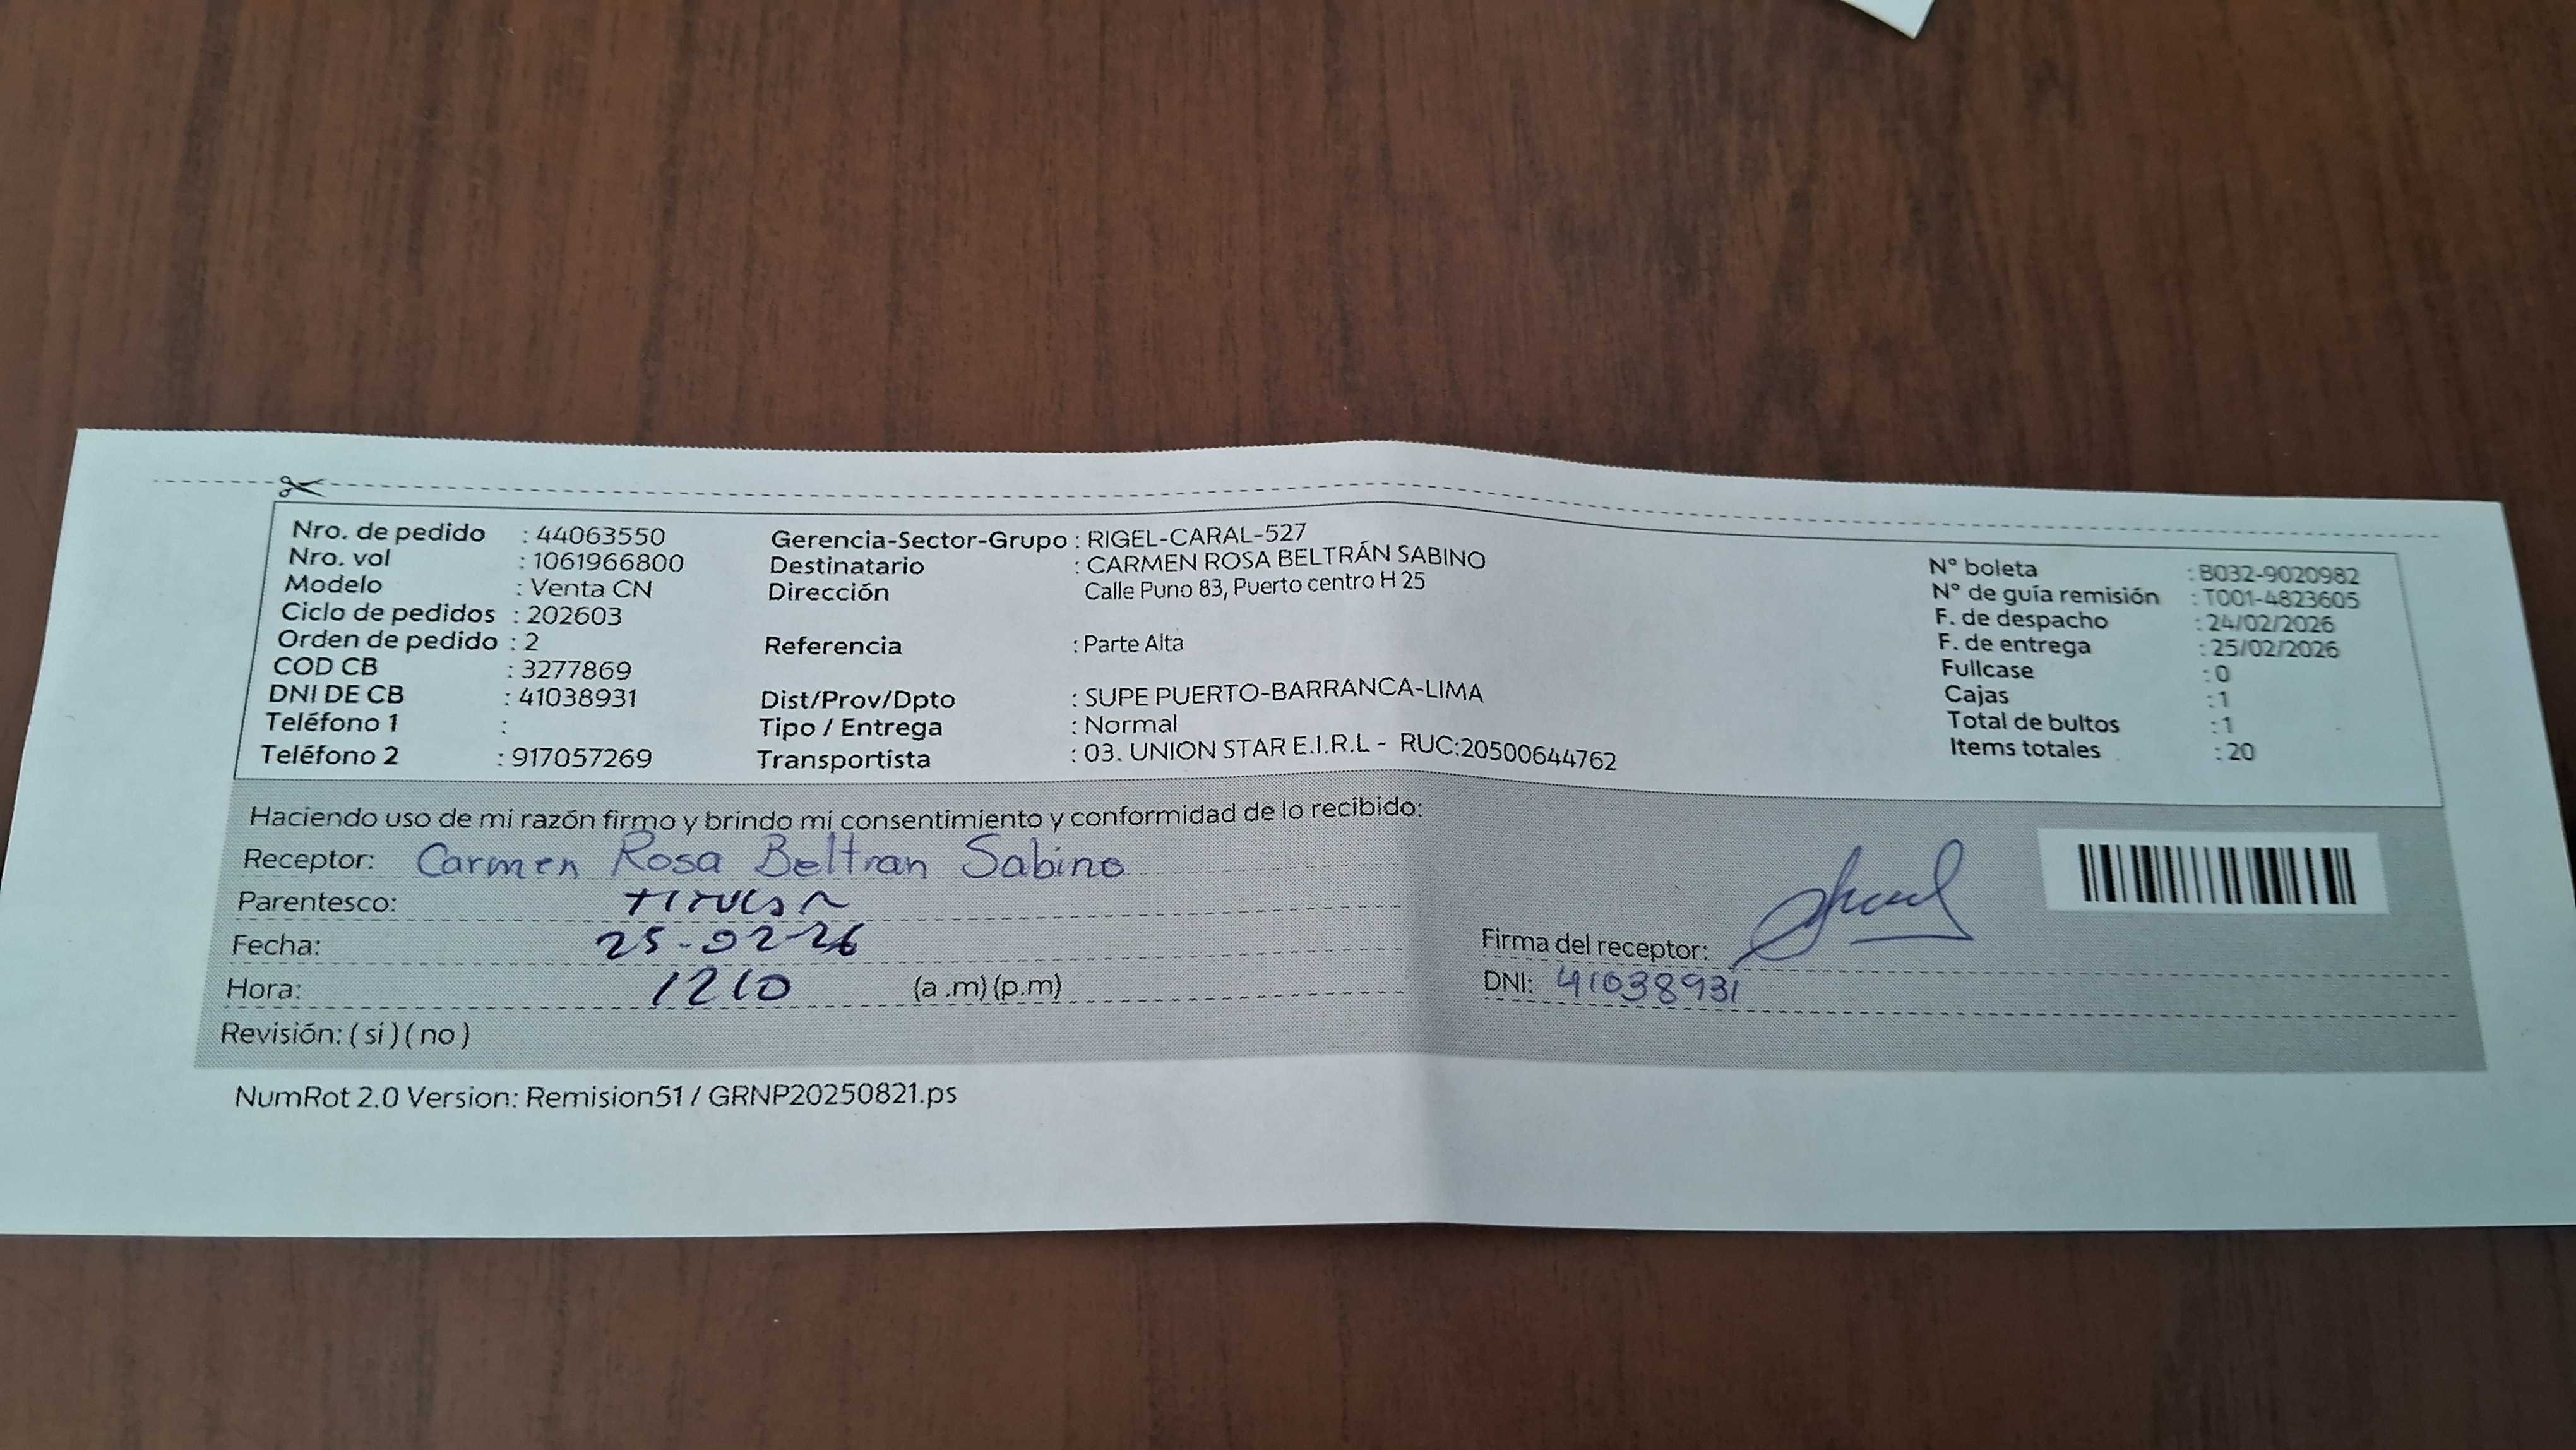 Nro. de pedido : 44063550
Nro. vol : 1061966800
Modelo : Venta CN
Ciclo de pedidos : 202603
Orden de pedido : 2
COD CB : 3277869
DNI DE CB : 41038931
Teléfono 1 :
Teléfono 2 : 917057269
Gerencia-Sector-Grupo : RIGEL-CARAL-527
Destinatario : CARMEN ROSA BELTRÁN SABINO
Dirección Calle Puno 83, Puerto centro H 25
Referencia : Parte Alta
Dist/Prov/Dpto : SUPE PUERTO-BARRANCA-LIMA
Tipo / Entrega : Normal
Transportista : 03. UNION STAR E.I.R.L - RUC:20500644762
N° boleta : B032-9020982
N° de guía remisión : T001-4823605
F. de despacho : 24/02/2026
F. de entrega : 25/02/2026
Fullcase : 0
Cajas : 1
Total de bultos : 1
Items totales : 20
Haciendo uso de mi razón firmo y brindo mi consentimiento y conformidad de lo recibido:
Receptor: Carmen Rosa Beltran Sabino
Parentesco: TITULAR
Fecha: 25-02-26
Hora: 1210 (a .m) (p.m)
Revisión: ( si ) ( no )
Firma del receptor:
DNI: 41038931
NumRot 2.0 Version: Remision51 / GRNP20250821.ps